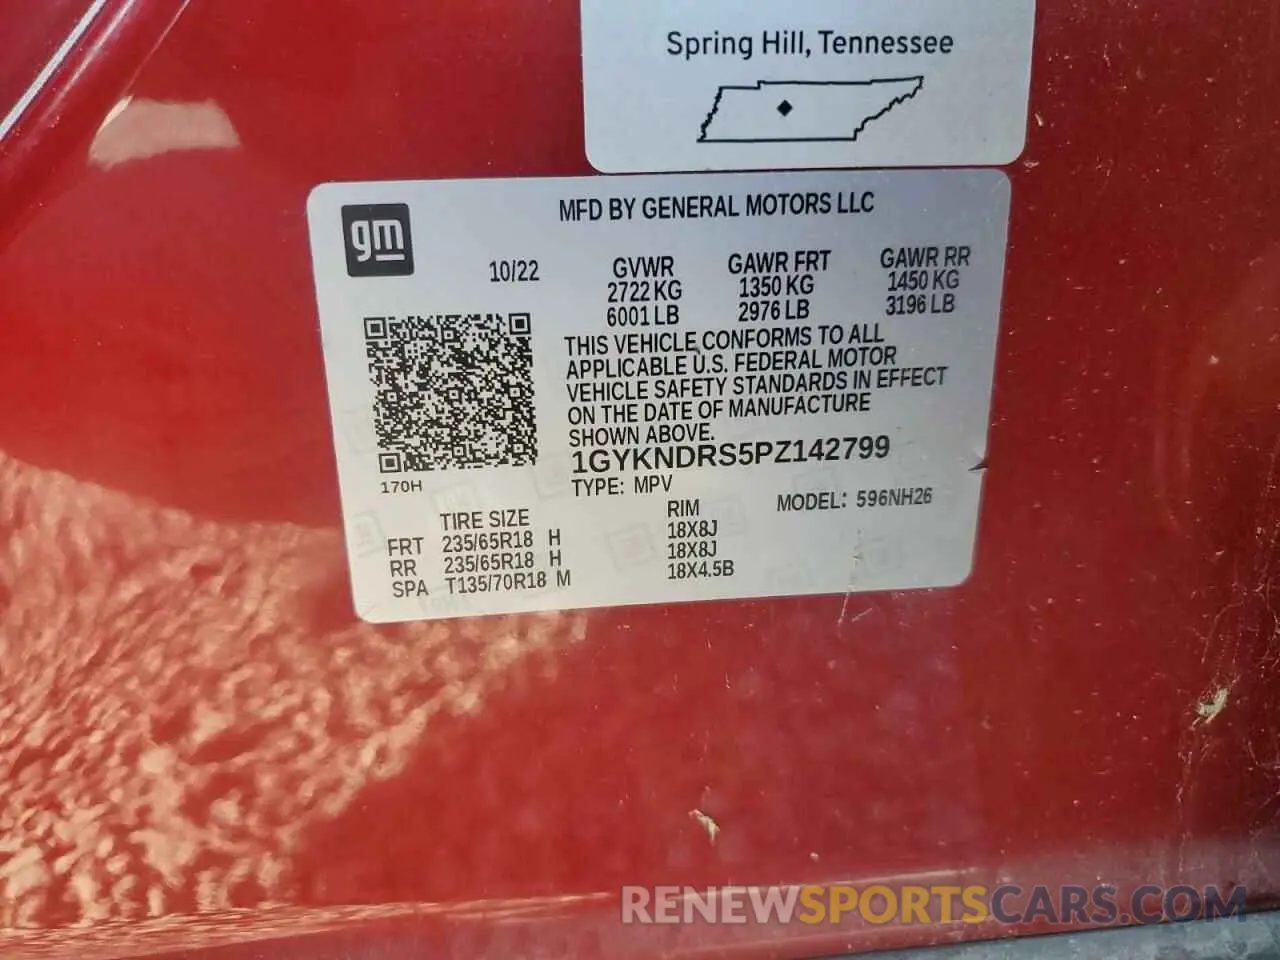 Spring Hill, Tennessee
gm
MFD BY GENERAL MOTORS LLC
10/22
GVWR
2722 KG
6001 LB
GAWR FRT
1350 KG
2976 LB
GAWR RR
1450 KG
3196 LB
THIS VEHICLE CONFORMS TO ALL
APPLICABLE U.S. FEDERAL MOTOR
VEHICLE SAFETY STANDARDS IN EFFECT
ON THE DATE OF MANUFACTURE
SHOWN ABOVE.
1GYKNDRS5PZ142799
TYPE: MPV
MODEL: 596NH26
170H
TIRE SIZE RIM
FRT 235/65R18 H 18X8J
RR 235/65R18 H 18X8J
SPA T135/70R18 M 18X4.5B
RENEWSPORTSCARS.COM